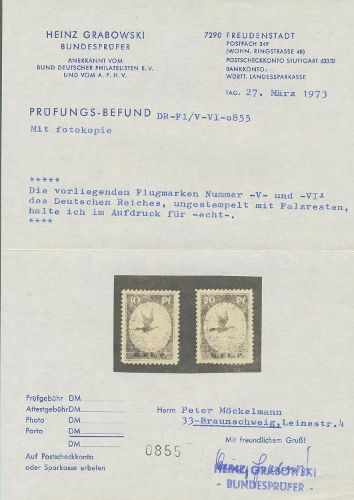 HEINZ GRABOWSKI
BUNDESPRÜFER
ANERKANNT VOM
BUND DEUTSCHER PHILATELISTEN E. V.
UND VOM A. P. H. V.
7290 FREUDENSTADT
POSTFACH 349
(WOHN. RINGSTRASSE 48)
POSTSCHECKKONTO STUTTGART
BANKKONTO:
WÜRTT. LANDESSPARKASSE
TAG: 27. März 1973
PRÜFUNGS-BEFUND DR-F1/V-VI-o855
Mit fotokopie
*****
Die vorliegenden Flugmarken Nummer -V- und -VI-
des Deutschen Reiches, ungestempelt mit Falzresten,
halte ich im Aufdruck für -echt-.
****
10 Pf
20 Pf
E.EL.P.
E.EL.P.
Prüfgebühr DM
Attestgebühr DM
Photo DM
Porto DM
DM
Auf Postscheckkonto
oder Sparkasse erbeten
0855
Herrn Peter Möckelmann
33-Braunschweig, Leinestr.4
Mit freundlichem Gruß!
HEINZ GRABOWSKI
- BUNDESPRÜFER -